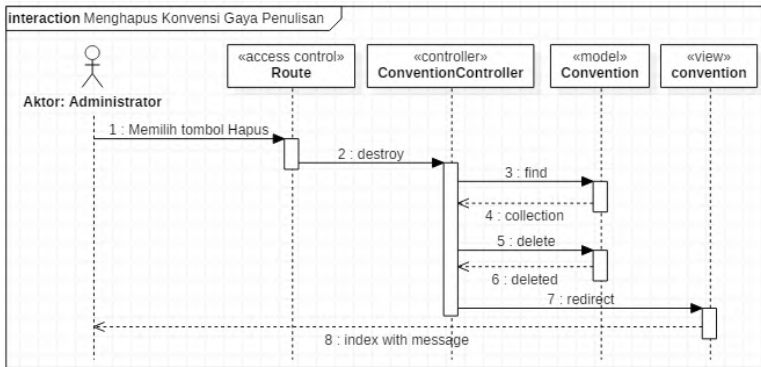 interaction Menghapus Konvensi Gaya Penulisan
«access control»
Route
«controller»
ConventionController
«model»
Convention
«view»
convention
Aktor: Administrator
1 : Memilih tombol Hapus
2 : destroy
3 : find
4 : collection
5 : delete
6 : deleted
7 : redirect
8 : index with message